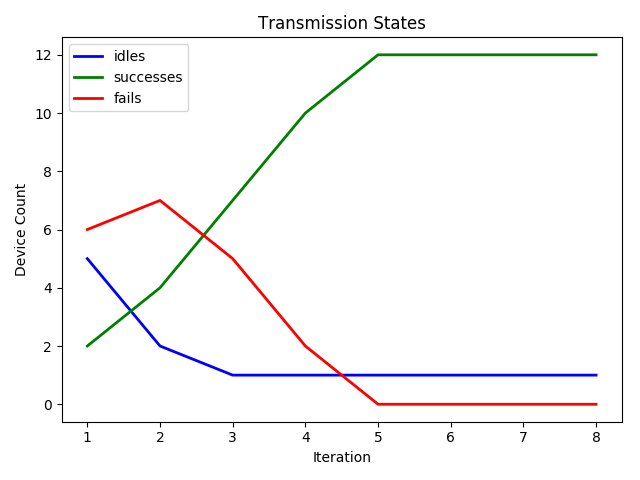 Transmission States
idles
successes
fails
Device Count
12
10
8
6
4
2
0
1 2 3 4 5 6 7 8
Iteration